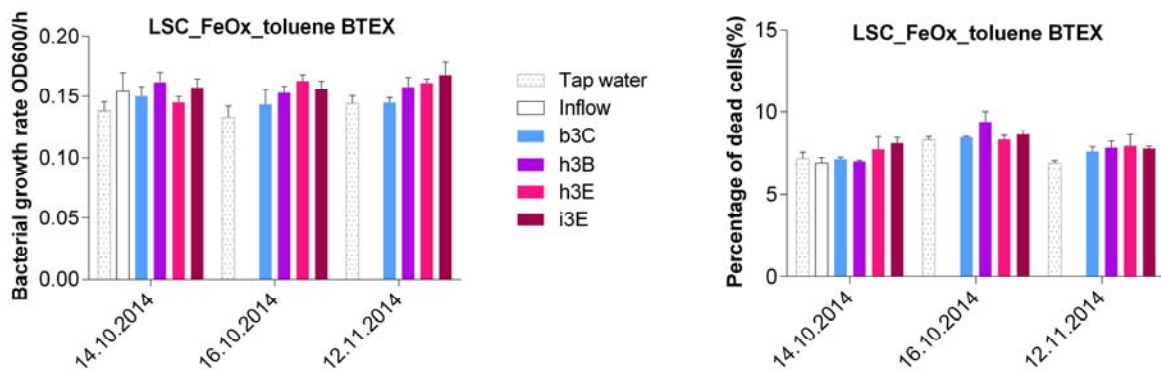 LSC_FeOx_toluene BTEX
Bacterial growth rate OD600/h
0.20
0.15
0.10
0.05
0.00
14.10.2014
16.10.2014
12.11.2014
Tap water
Inflow
b3C
h3B
h3E
i3E
LSC_FeOx_toluene BTEX
Percentage of dead cells(%)
15
10
5
0
14.10.2014
16.10.2014
12.11.2014